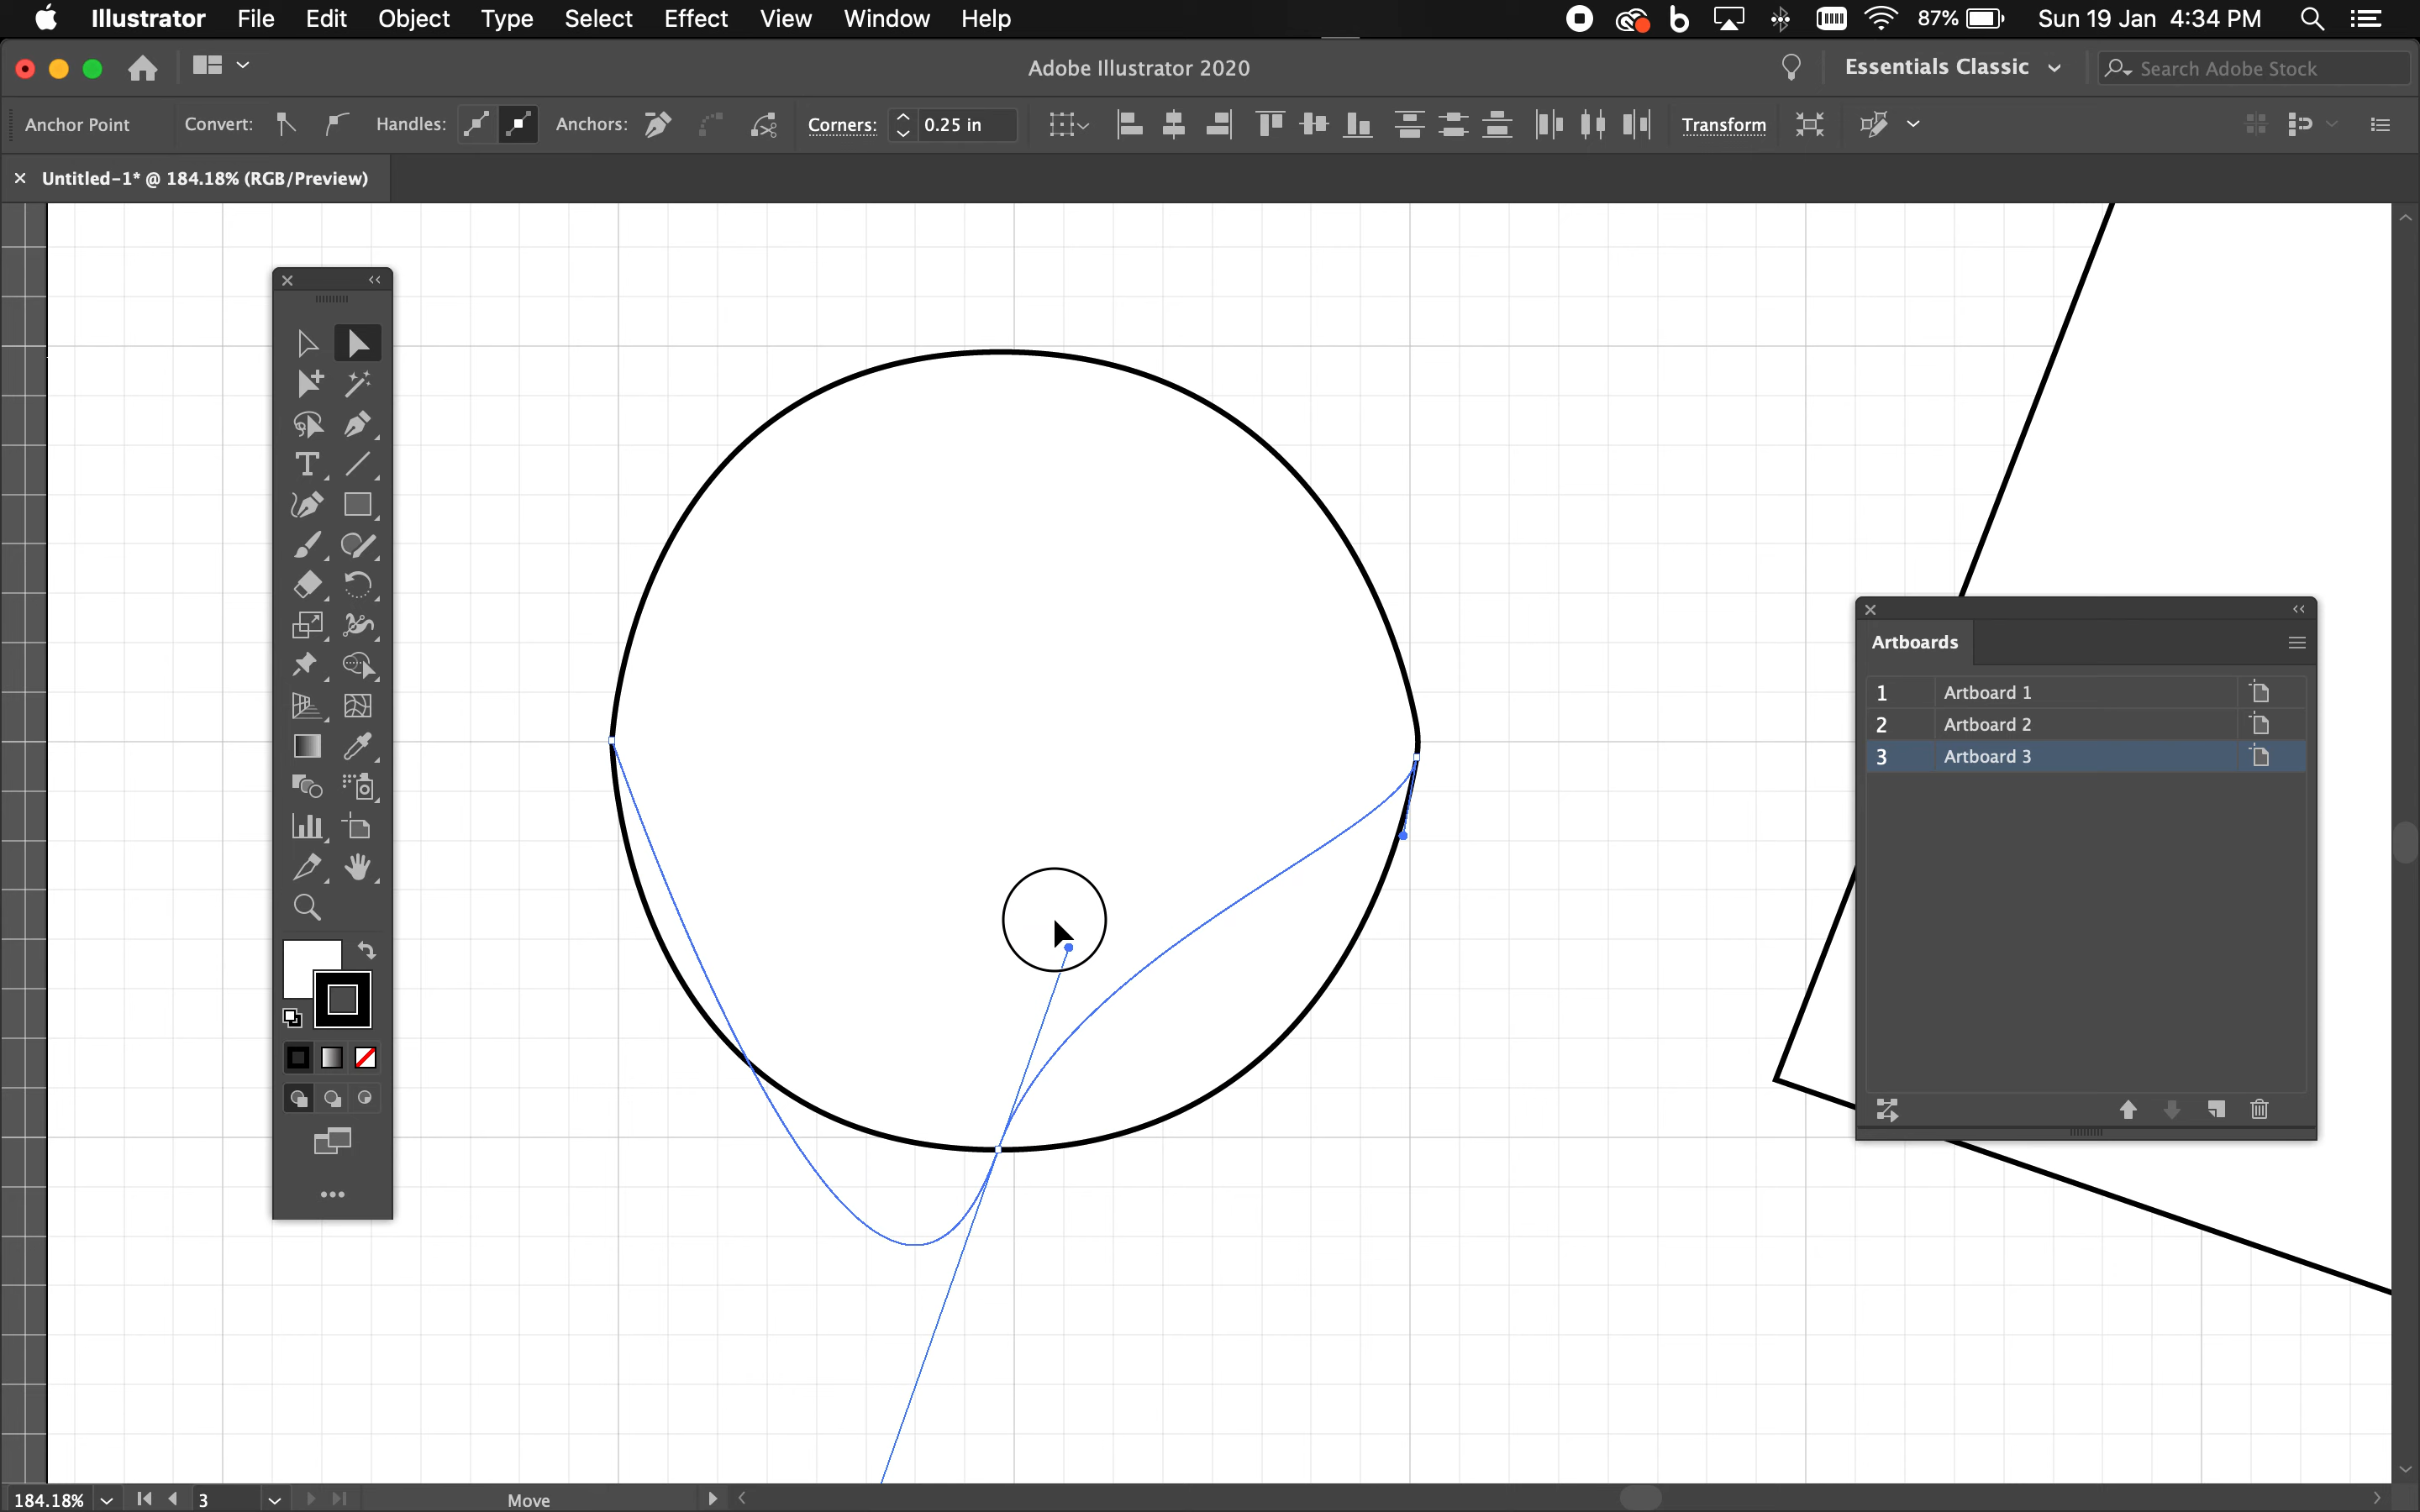 Illustrator File Edit Object Type Select Effect View Window Help 87% Sun 19 Jan 4:34 PM
Adobe Illustrator 2020 Essentials Classic Search Adobe Stock
Anchor Point Convert: Handles: Anchors: Corners: 0.25 in Transform
Untitled-1* @ 184.18% (RGB/Preview)
Artboards
1 Artboard 1
2 Artboard 2
3 Artboard 3
184.18% 3 Move